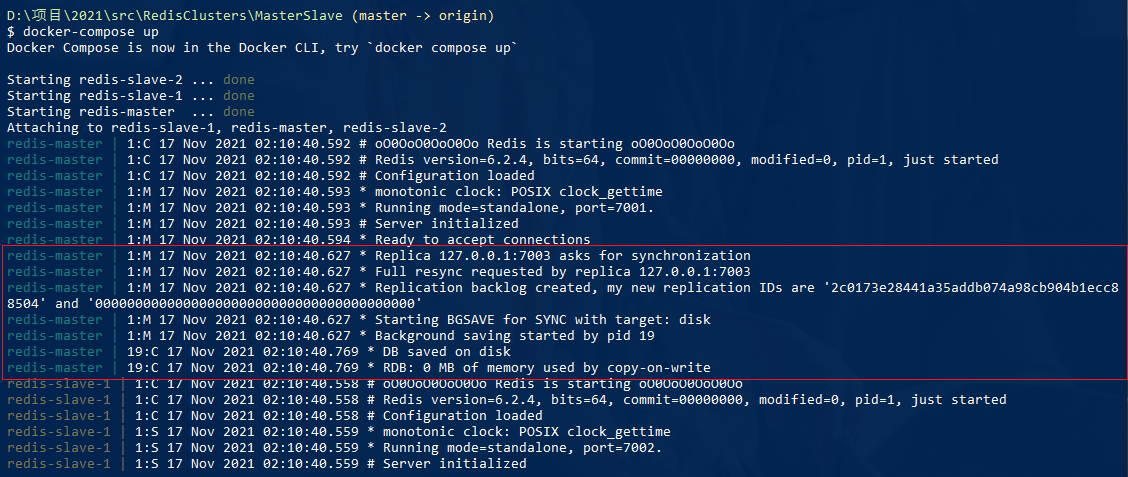 D:\项目\2021\src\RedisClusters\MasterSlave (master -> origin)
$ docker-compose up
Docker Compose is now in the Docker CLI, try `docker compose up`
Starting redis-slave-2 ... done
Starting redis-slave-1 ... done
Starting redis-master  ... done
Attaching to redis-slave-1, redis-master, redis-slave-2
redis-master | 1:C 17 Nov 2021 02:10:40.592 # oO0OoO0OoO0Oo Redis is starting oO0OoO0OoO0Oo
redis-master | 1:C 17 Nov 2021 02:10:40.592 # Redis version=6.2.4, bits=64, commit=00000000, modified=0, pid=1, just started
redis-master | 1:C 17 Nov 2021 02:10:40.592 # Configuration loaded
redis-master | 1:M 17 Nov 2021 02:10:40.593 * monotonic clock: POSIX clock_gettime
redis-master | 1:M 17 Nov 2021 02:10:40.593 * Running mode=standalone, port=7001.
redis-master | 1:M 17 Nov 2021 02:10:40.593 # Server initialized
redis-master | 1:M 17 Nov 2021 02:10:40.594 * Ready to accept connections
redis-master | 1:M 17 Nov 2021 02:10:40.627 * Replica 127.0.0.1:7003 asks for synchronization
redis-master | 1:M 17 Nov 2021 02:10:40.627 * Full resync requested by replica 127.0.0.1:7003
redis-master | 1:M 17 Nov 2021 02:10:40.627 * Replication backlog created, my new replication IDs are '2c0173e28441a35addb074a98cb904b1ecc8
8504' and '0000000000000000000000000000000000000000'
redis-master | 1:M 17 Nov 2021 02:10:40.627 * Starting BGSAVE for SYNC with target: disk
redis-master | 1:M 17 Nov 2021 02:10:40.627 * Background saving started by pid 19
redis-master | 19:C 17 Nov 2021 02:10:40.769 * DB saved on disk
redis-master | 19:C 17 Nov 2021 02:10:40.769 * RDB: 0 MB of memory used by copy-on-write
redis-slave-1 | 1:C 17 Nov 2021 02:10:40.558 # oO0OoO0OoO0Oo Redis is starting oO0OoO0OoO0Oo
redis-slave-1 | 1:C 17 Nov 2021 02:10:40.558 # Redis version=6.2.4, bits=64, commit=00000000, modified=0, pid=1, just started
redis-slave-1 | 1:C 17 Nov 2021 02:10:40.558 # Configuration loaded
redis-slave-1 | 1:S 17 Nov 2021 02:10:40.559 * monotonic clock: POSIX clock_gettime
redis-slave-1 | 1:S 17 Nov 2021 02:10:40.559 * Running mode=standalone, port=7002.
redis-slave-1 | 1:S 17 Nov 2021 02:10:40.559 # Server initialized